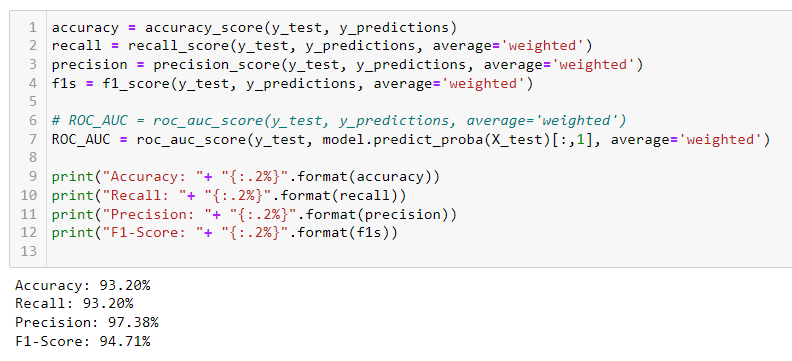 1 accuracy = accuracy_score(y_test, y_predictions)
2 recall = recall_score(y_test, y_predictions, average='weighted')
3 precision = precision_score(y_test, y_predictions, average='weighted')
4 f1s = f1_score(y_test, y_predictions, average='weighted')
5
6 # ROC_AUC = roc_auc_score(y_test, y_predictions, average='weighted')
7 ROC_AUC = roc_auc_score(y_test, model.predict_proba(X_test)[:,1], average='weighted')
8
9 print("Accuracy: "+ "{:.2%}".format(accuracy))
10 print("Recall: "+ "{:.2%}".format(recall))
11 print("Precision: "+ "{:.2%}".format(precision))
12 print("F1-Score: "+ "{:.2%}".format(f1s))
13
Accuracy: 93.20%
Recall: 93.20%
Precision: 97.38%
F1-Score: 94.71%